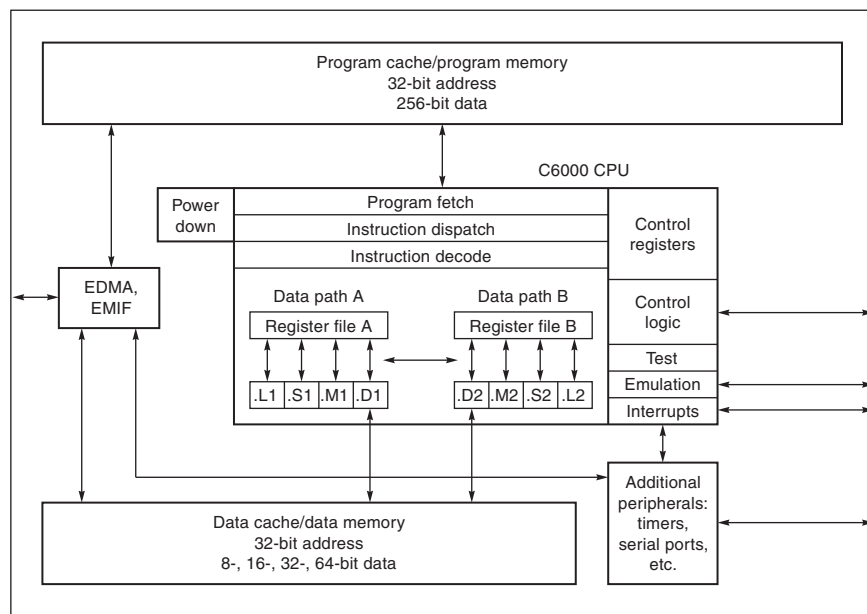 Program cache/program memory
32-bit address
256-bit data
C6000 CPU
Power
down
Program fetch
Instruction dispatch
Instruction decode
Control
registers
EDMA,
EMIF
Data path A
Data path B
Register file A
Register file B
Control
logic
Test
.L1 .S1 .M1 .D1
.D2 .M2 .S2 .L2
Emulation
Interrupts
Additional
peripherals:
timers,
serial ports,
etc.
Data cache/data memory
32-bit address
8-, 16-, 32-, 64-bit data